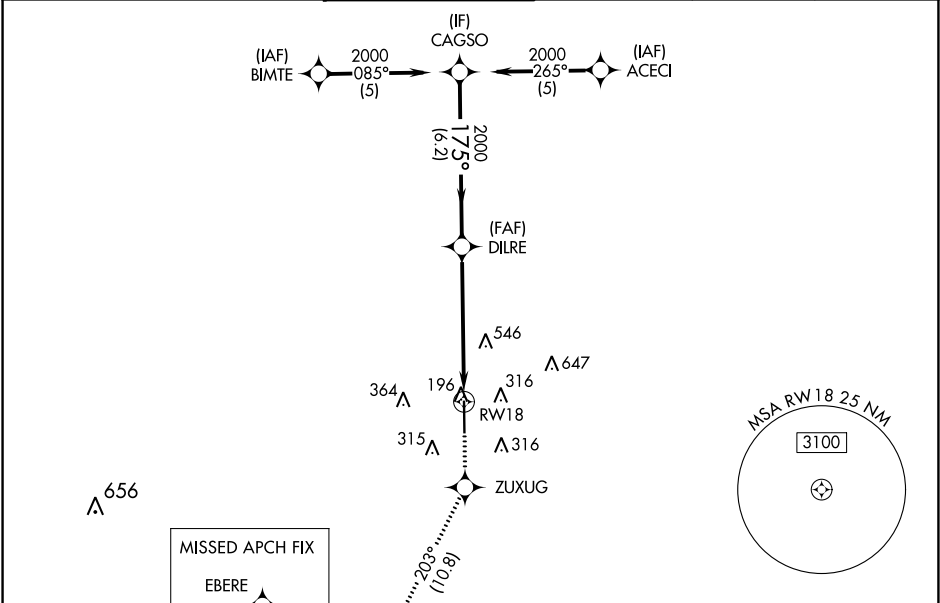 (IF)
CAGSO
(IAF)
BIMTE
2000
085°
(5)
2000
265°
(5)
(IAF)
ACECI
2000
175°
(6.2)
(FAF)
DILRE
546
647
364
196
316
RW18
315
316
ZUXUG
MSA RW18 25 NM
3100
656
203°
(10.8)
MISSED APCH FIX
EBERE